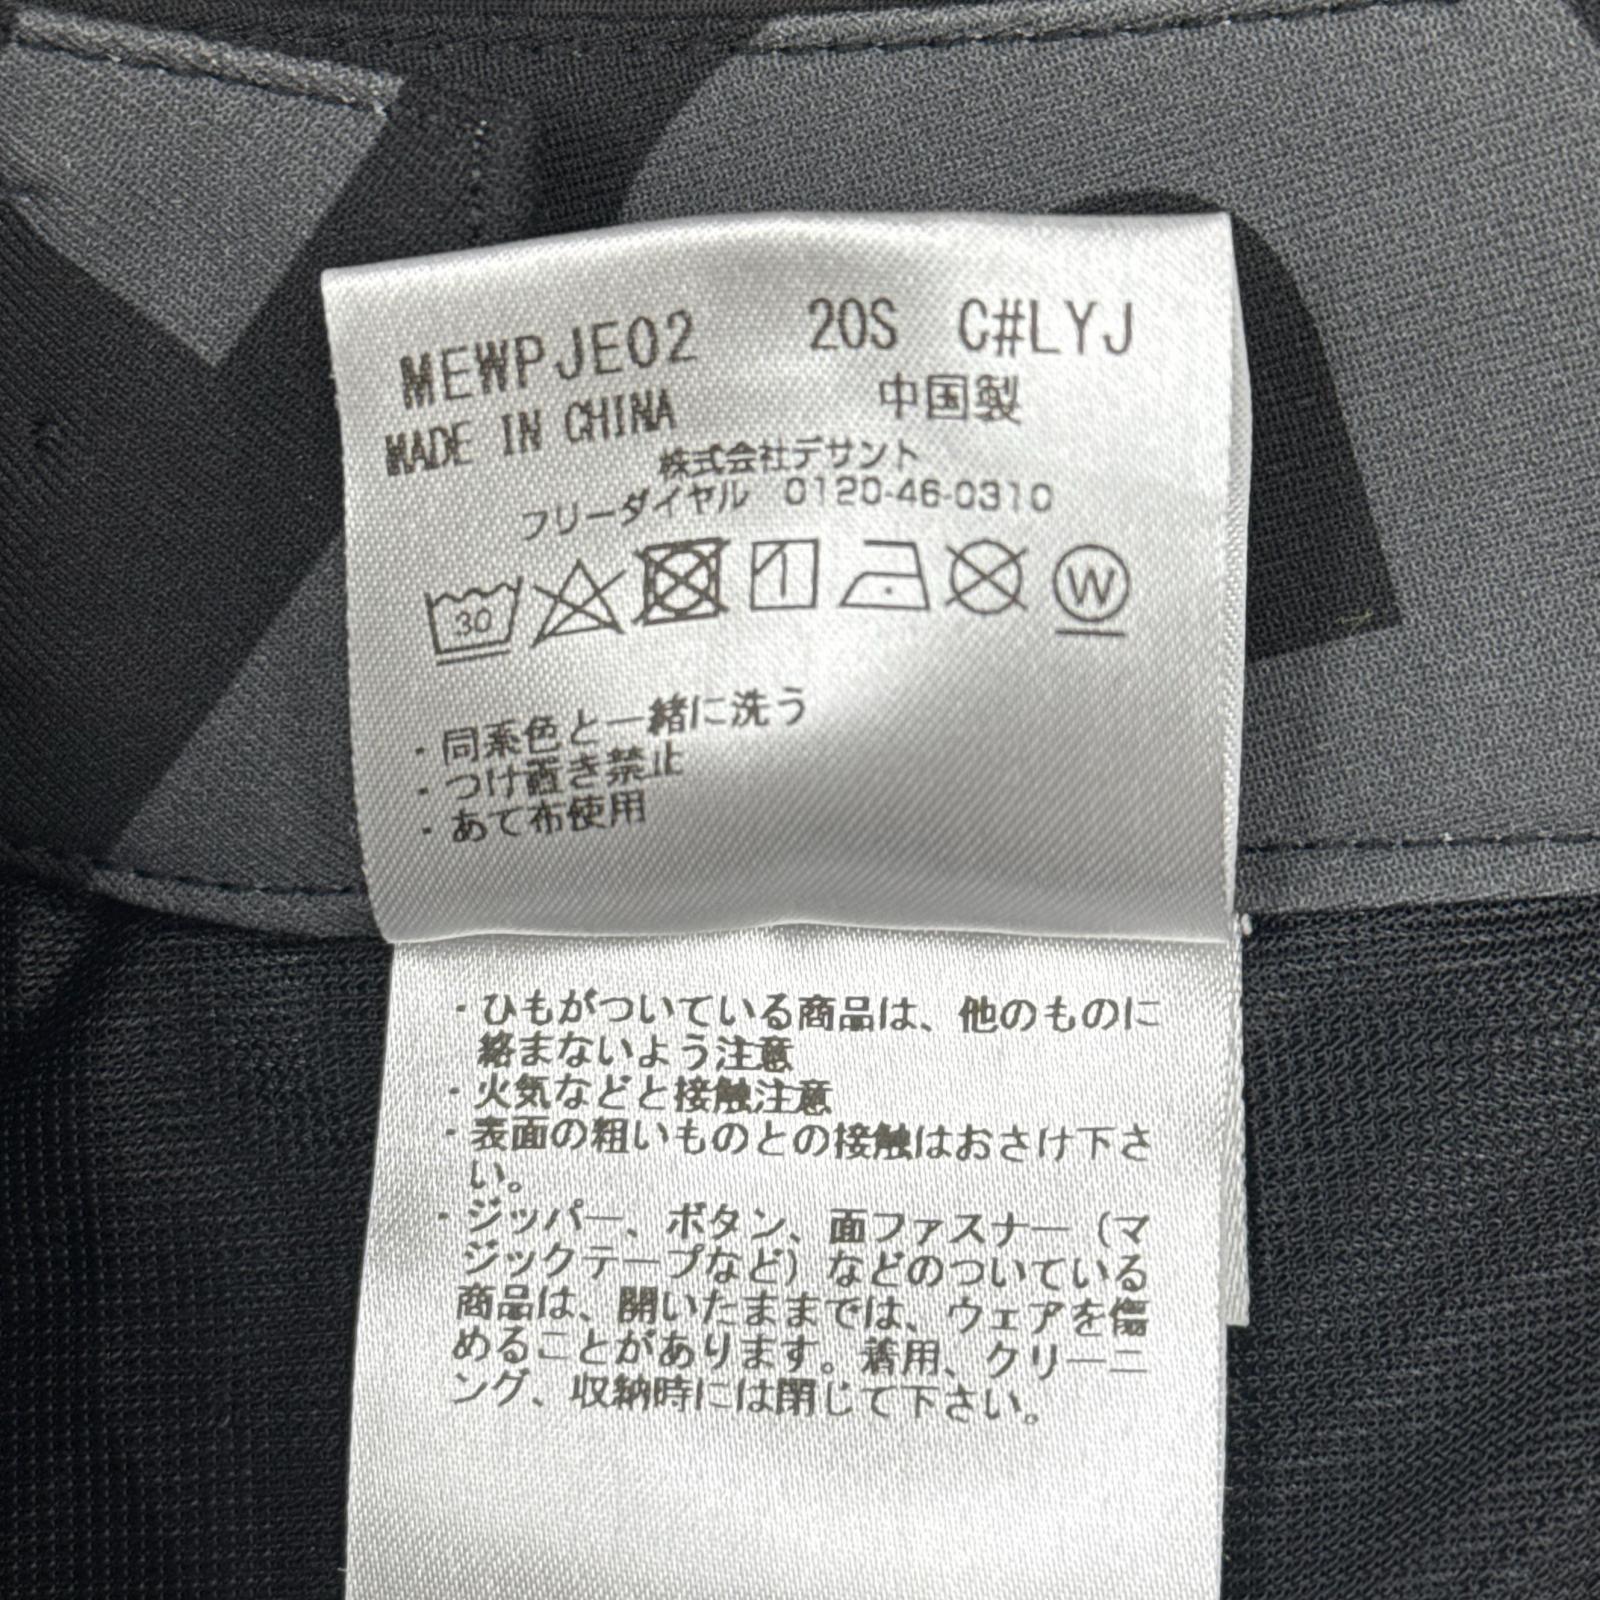 MEWPJE02 20S C#LYJ
MADE IN CHINA 中国製
株式会社デサント
フリーダイヤル 0120-46-0310
30 1 W
・同系色と一緒に洗う
・つけ置き禁止
・あて布使用
・ひもがついている商品は、他のものに
絡まないよう注意
・火気などと接触注意
・表面の粗いものとの接触はおさけ下さ
い。
・ジッパー、ボタン、面ファスナー（マ
ジックテープなど）などのついている
商品は、開いたままでは、ウェアを傷
めることがあります。着用、クリーニ
ング、収納時には閉じて下さい。